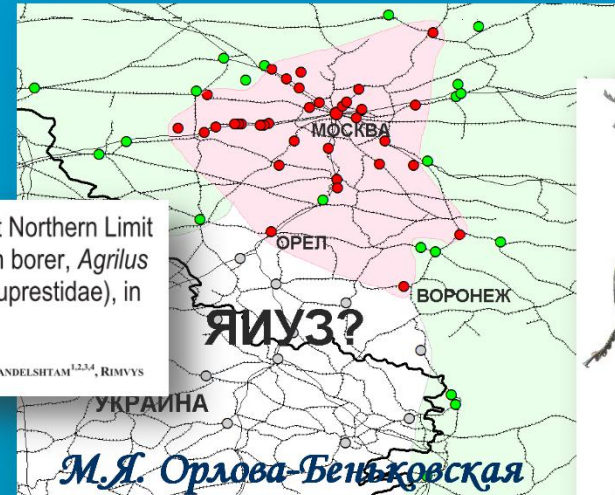 МОСКВА
t Northern Limit
n borer, Agrilus
uprestidae), in
ANDELSHTAM1,2,3,4, RIMVYS
ОРЕЛ
ВОРОНЕЖ
ЯИУЗ?
УКРАИНА
М.Я. Орлова-Беньковская